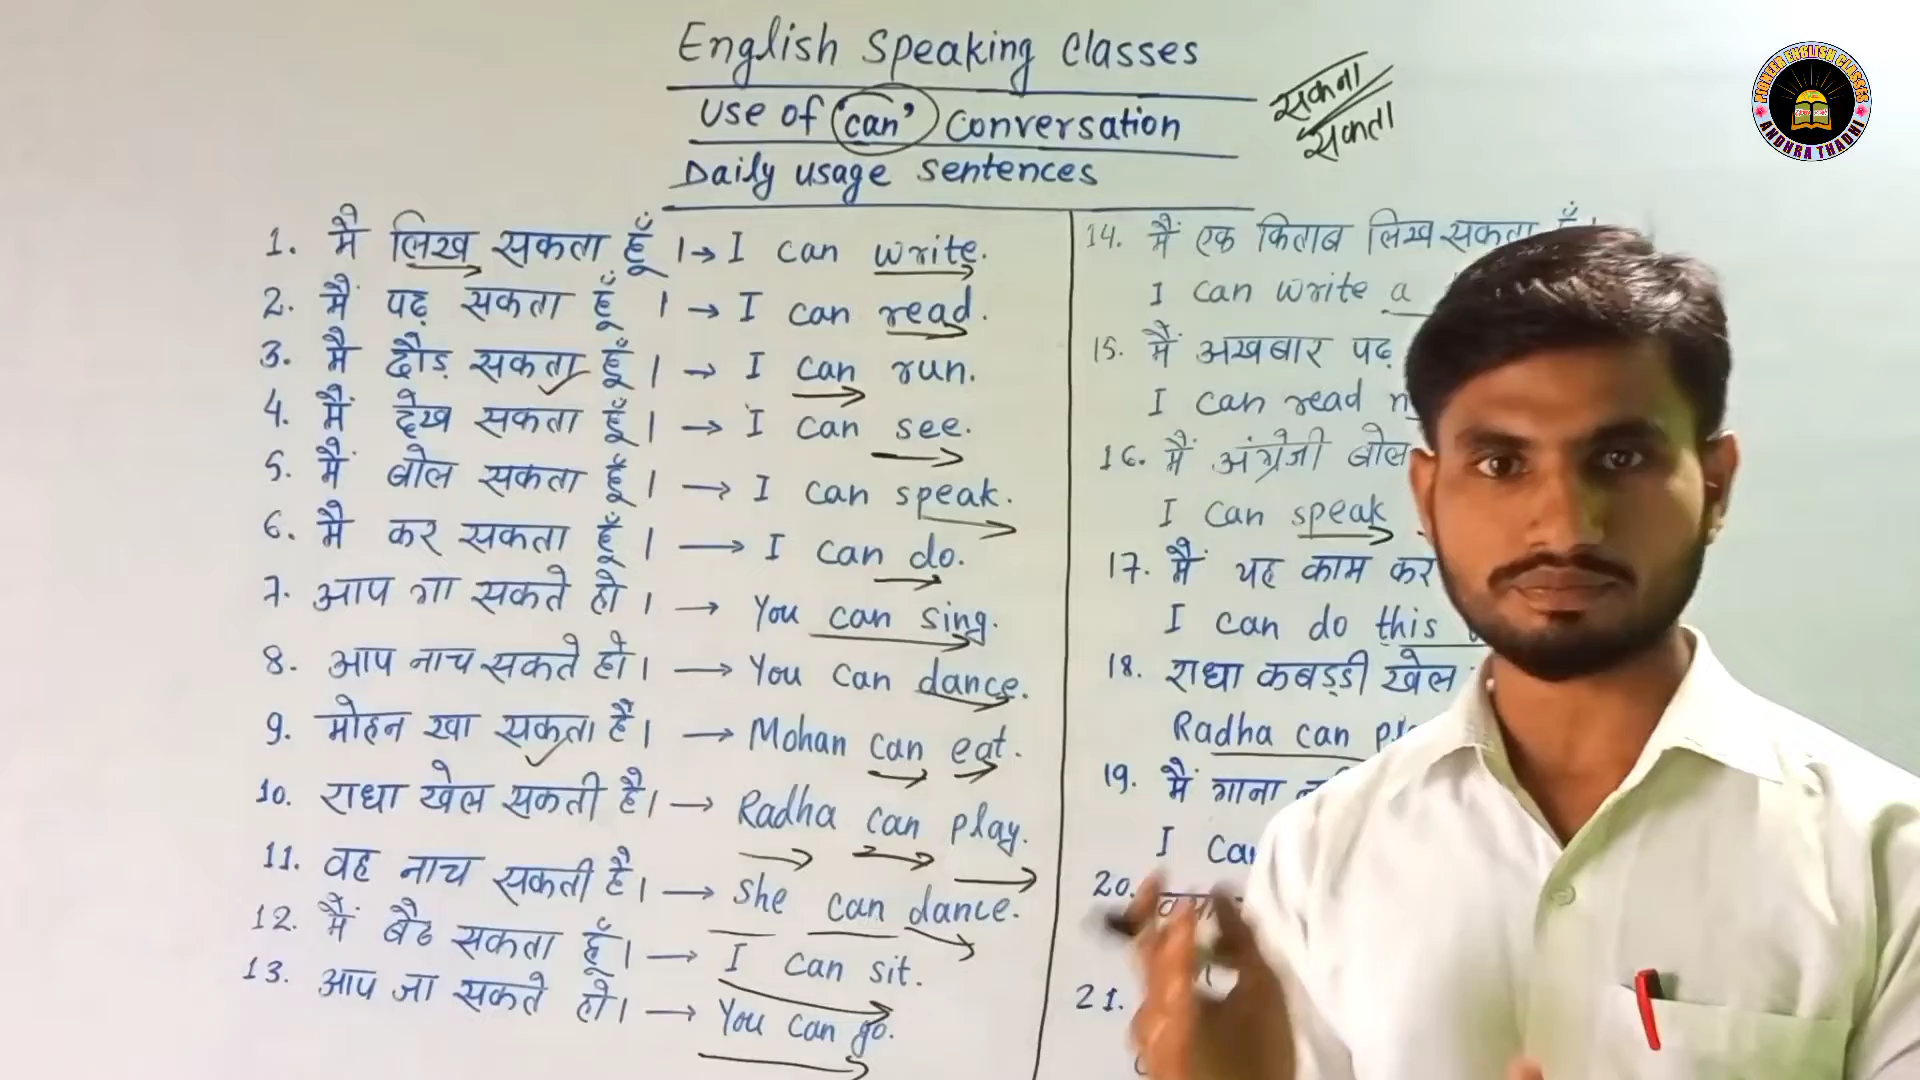 English Speaking Classes
Use of 'can' Conversation
Daily usage sentences
सकना
सकता
PIONEER ENGLISH CLASSES
ANDHRA THADHI
1. मै लिख सकता हूँ। → I can write.
2. मैं पढ़ सकता हूँ। → I can read.
3. मै दौड़ सकता हूँ। → I can run.
4. मैं देख सकता हूँ। → I can see.
5. मैं बोल सकता हूँ। → I can speak.
6. मै कर सकता हूँ। → I can do.
7. आप गा सकते हो। → You can sing.
8. आप नाच सकते हो। → You can dance.
9. मोहन खा सकता है। → Mohan can eat.
10. राधा खेल सकती है। → Radha can play.
11. वह नाच सकती है। → She can dance.
12. मैं बैठ सकता हूँ। → I can sit.
13. आप जा सकते हो। → You can go.
14. मैं एक किताब लिख सकता
I can write a
15. मैं अखबार पढ़
I can read
16. मैं अंग्रेजी बोल
I can speak
17. मैं यह काम कर
I can do this
18. राधा कबड्डी खेल
Radha can
19. मै गाना
I
20.
21.